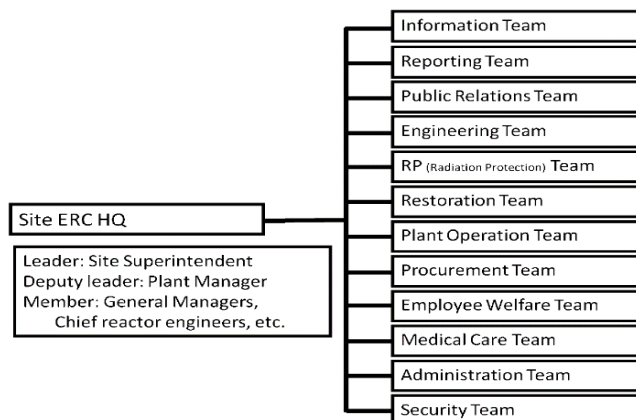 Information Team
Reporting Team
Public Relations Team
Engineering Team
RP (Radiation Protection) Team
Restoration Team
Site ERC HQ
Plant Operation Team
Leader: Site Superintendent
Deputy leader: Plant Manager
Member: General Managers,
Chief reactor engineers, etc.
Procurement Team
Employee Welfare Team
Medical Care Team
Administration Team
Security Team